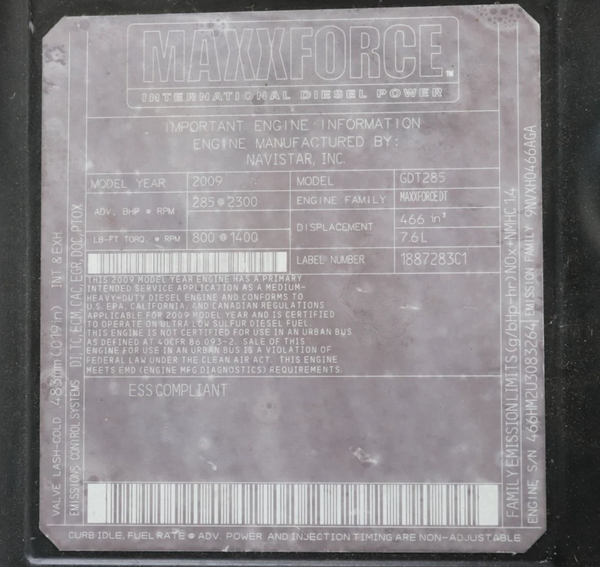 MAXXFORCE™
INTERNATIONAL DIESEL POWER
IMPORTANT ENGINE INFORMATION
ENGINE MANUFACTURED BY:
NAVISTAR, INC.
MODEL YEAR 2009 MODEL GDT285
ADV. BHP @ RPM 285 @ 2300 ENGINE FAMILY MAXXFORCE DT
DISPLACEMENT 466 in³
7.6L
LB-FT TORQ. @ RPM 800 @ 1400
LABEL NUMBER 1887283C1
THIS 2009 MODEL YEAR ENGINE HAS A PRIMARY
INTENDED SERVICE APPLICATION AS A MEDIUM-
HEAVY-DUTY DIESEL ENGINE AND CONFORMS TO
U.S. EPA, CALIFORNIA, AND CANADIAN REGULATIONS
APPLICABLE FOR 2009 MODEL YEAR AND IS CERTIFIED
TO OPERATE ON ULTRA LOW SULFUR DIESEL FUEL.
THIS ENGINE IS NOT CERTIFIED FOR USE IN AN URBAN BUS
AS DEFINED AT 40CFR 86.093-2. SALE OF THIS
ENGINE FOR USE IN AN URBAN BUS IS A VIOLATION OF
FEDERAL LAW UNDER THE CLEAN AIR ACT. THIS ENGINE
MEETS EMD (ENGINE MFG DIAGNOSTICS) REQUIREMENTS.
ESS COMPLIANT
VALVE LASH-COLD .483mm (.019 in) INT & EXH
EMISSIONS CONTROL SYSTEMS DI, TC, ECM, CAC, EGR, DOC, PTOX
FAMILY EMISSION LIMITS (g/bhp-hr) NOx+NMHC 1.4
ENGINE S/N 466HM2U3083264 EMISSION FAMILY 9NVXH0466AGA
CURB IDLE, FUEL RATE @ ADV. POWER AND INJECTION TIMING ARE NON-ADJUSTABLE